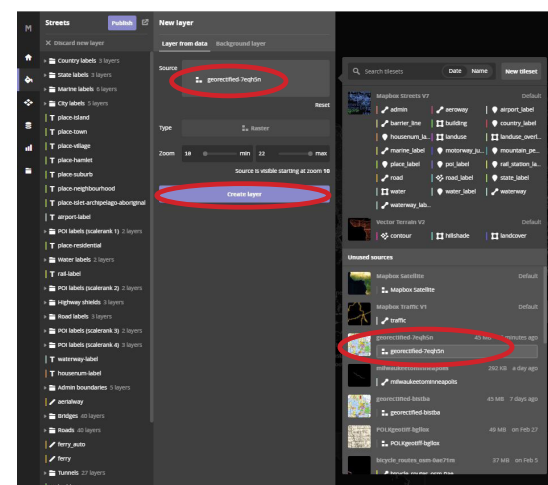 Streets
Publish
Discard new layer
Country labels 3 layers
State labels 3 layers
Marine labels 6 layers
City labels 5 layers
place-island
place-town
place-village
place-hamlet
place-suburb
place-neighbourhood
place-islet-archipelago-aboriginal
airport-label
POI labels (scalerank 1) 2 layers
place-residential
Water labels 2 layers
rail-label
POI labels (scalerank 2) 2 layers
Highway shields 3 layers
Road labels 3 layers
POI labels (scalerank 3) 2 layers
POI labels (scalerank 4) 3 layers
waterway-label
housenum-label
Admin boundaries 5 layers
aerialway
Bridges 40 layers
Roads 40 layers
ferry_auto
ferry
Tunnels 27 layers
New layer
Layer from data Background layer
Source
georectified-7eqh5n
Reset
Type Raster
Zoom 10 min 22 max
Source is visible starting at zoom 10
Create layer
Search tilesets Date Name New tileset
Mapbox Streets V7 Default
admin aeroway airport_label
barrier_line building country_label
housenum_la... landuse landuse_overl...
marine_label motorway_ju... mountain_pe...
place_label poi_label rail_station_la...
road road_label state_label
water water_label waterway
waterway_lab...
Vector Terrain V2 Default
contour hillshade landcover
Unused sources
Mapbox Satellite Default
Mapbox Satellite
Mapbox Traffic V1 Default
traffic
georectified-7eqh5n 45 MB minutes ago
georectified-7eqh5n
milwaukeetominneapolis 292 KB a day ago
milwaukeetominneapolis
georectified-bistba 45 MB 7 days ago
georectified-bistba
POLKgeotiff-bgllox 49 MB on Feb 27
POLKgeotiff-bgllox
bicycle_routes_osm-0ae71m 37 MB on Feb 5